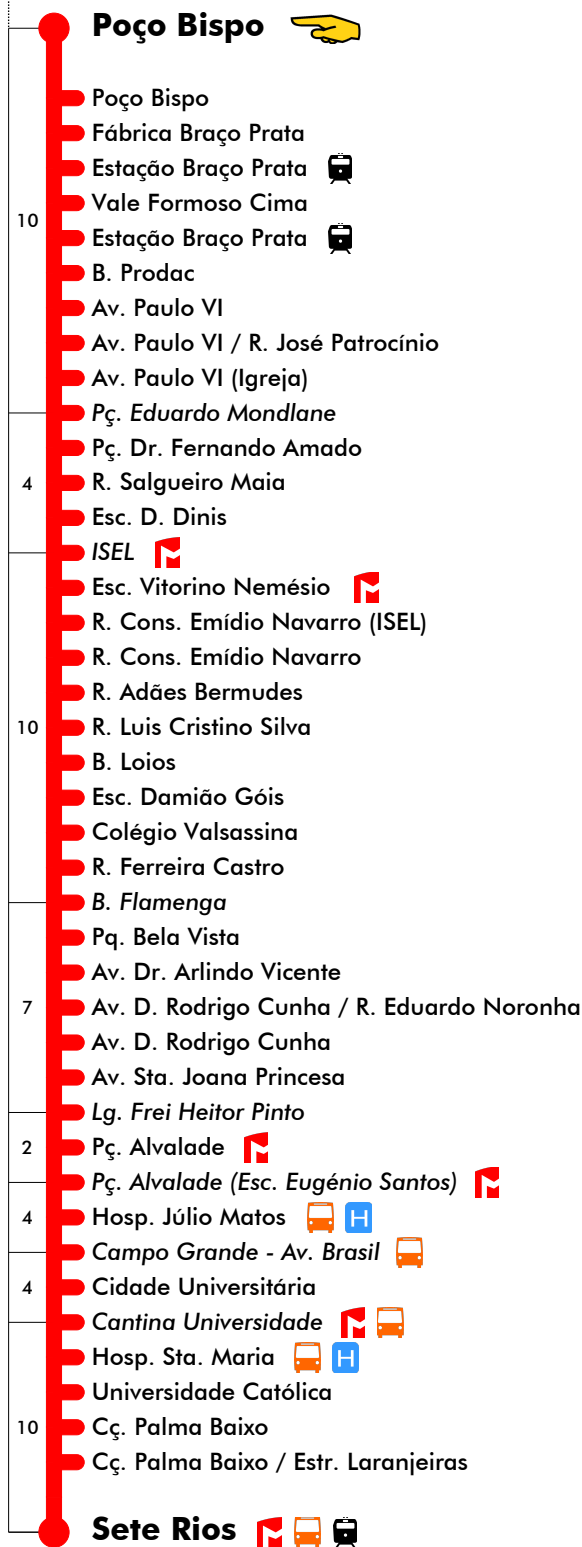 Poço Bispo
Poço Bispo
Fábrica Braço Prata
Estação Braço Prata
Vale Formoso Cima
10
Estação Braço Prata
B. Prodac
Av. Paulo VI
Av. Paulo VI / R. José Patrocínio
Av. Paulo VI (Igreja)
Pç. Eduardo Mondlane
Pç. Dr. Fernando Amado
4 R. Salgueiro Maia
Esc. D. Dinis
ISEL
Esc. Vitorino Nemésio
R. Cons. Emídio Navarro (ISEL)
R. Cons. Emídio Navarro
R. Adães Bermudes
10 R. Luis Cristino Silva
B. Loios
Esc. Damião Góis
Colégio Valsassina
R. Ferreira Castro
B. Flamenga
Pq. Bela Vista
Av. Dr. Arlindo Vicente
7 Av. D. Rodrigo Cunha / R. Eduardo Noronha
Av. D. Rodrigo Cunha
Av. Sta. Joana Princesa
Lg. Frei Heitor Pinto
2 Pç. Alvalade
Pç. Alvalade (Esc. Eugénio Santos)
4 Hosp. Júlio Matos H
Campo Grande - Av. Brasil
4 Cidade Universitária
Cantina Universidade
Hosp. Sta. Maria H
Universidade Católica
10 Cç. Palma Baixo
Cç. Palma Baixo / Estr. Laranjeiras
Sete Rios